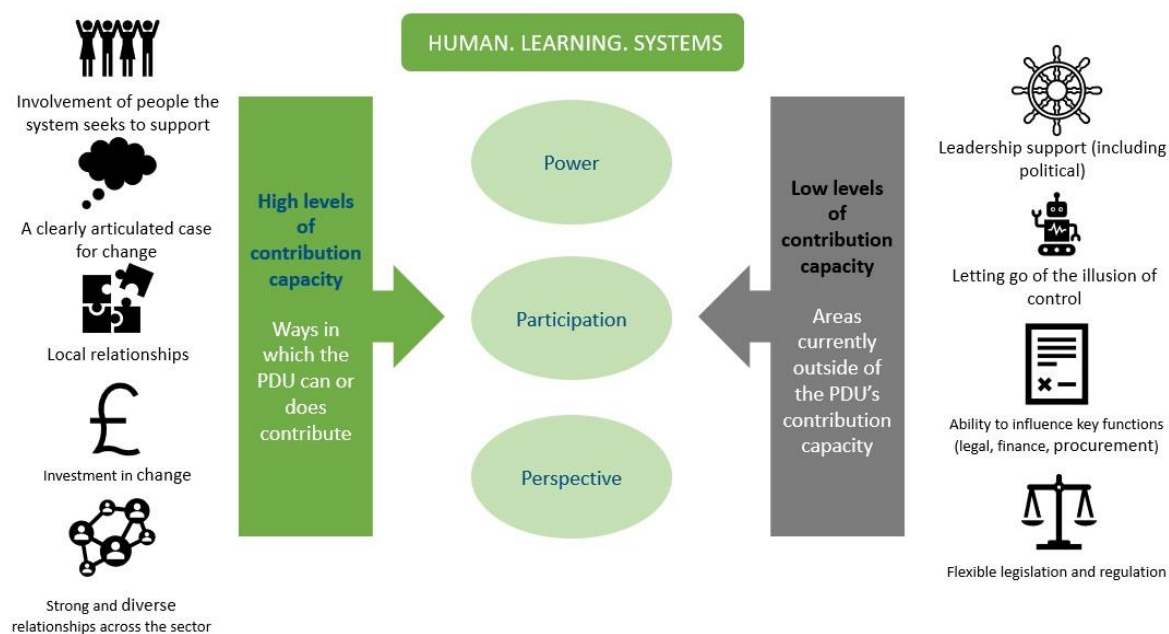 HUMAN. LEARNING. SYSTEMS
Involvement of people the
system seeks to support
A clearly articulated case
for change
Local relationships
£
Investment in change
Strong and diverse
relationships across the sector
High levels
of
contribution
capacity
Ways in
which the
PDU can or
does
contribute
Power
Participation
Perspective
Low levels
of
contribution
capacity
Areas
currently
outside of
the PDU’s
contribution
capacity
Leadership support (including
political)
Letting go of the illusion of
control
Ability to influence key functions
(legal, finance, procurement)
Flexible legislation and regulation